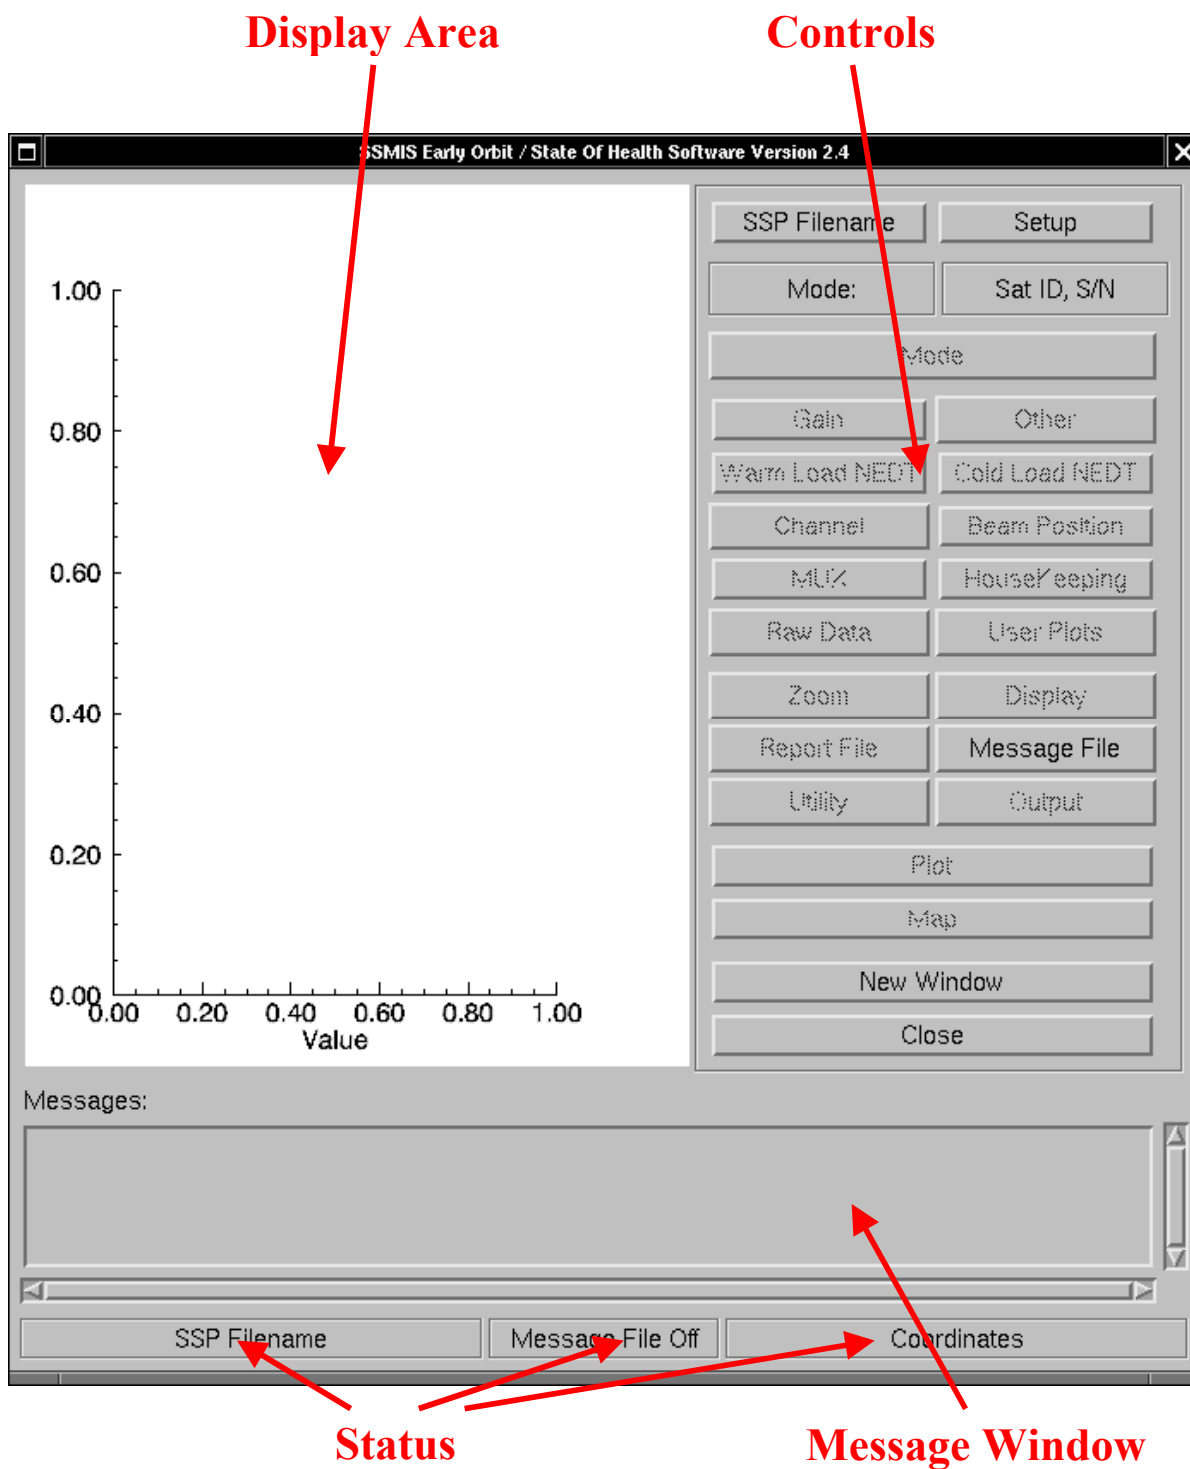 Display Area
Controls
SSMIS Early Orbit / State Of Health Software Version 2.4
SSP Filename
Setup
Mode:
Sat ID, S/N
Mode
Gain
Other
Warm Load NEDT
Cold Load NEDT
Channel
Beam Position
MUX
HouseKeeping
Raw Data
User Plots
Zoom
Display
Report File
Message File
Utility
Output
Plot
Map
New Window
Close
1.00
0.80
0.60
0.40
0.20
0.00
0.00 0.20 0.40 0.60 0.80 1.00
Value
Messages:
SSP Filename
Message File Off
Coordinates
Status
Message Window